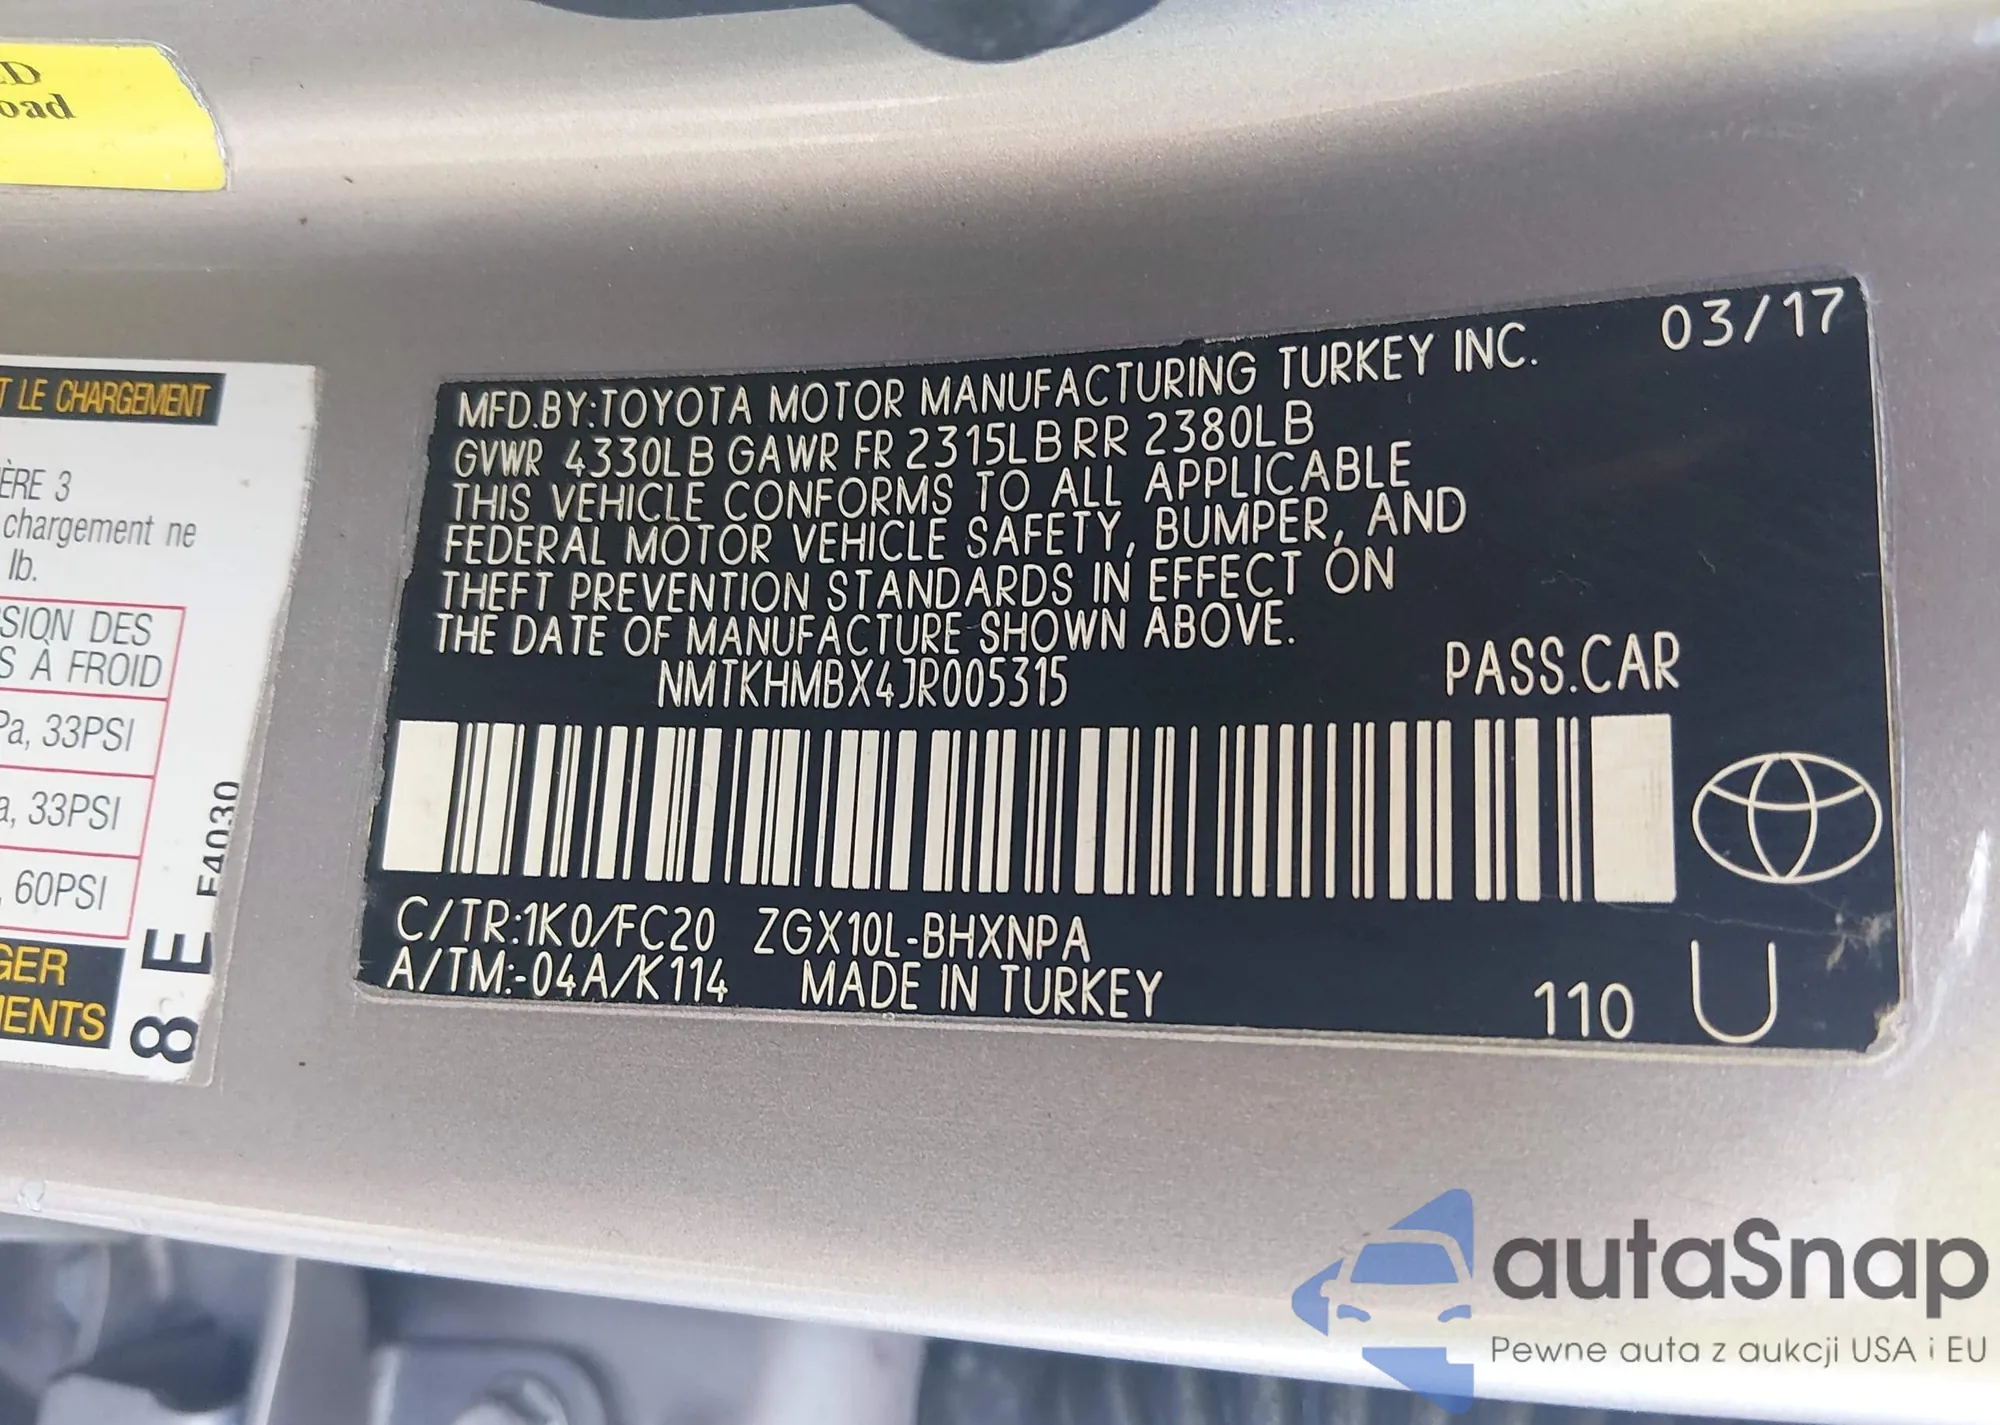 D
oad
T LE CHARGEMENT
ÈRE 3
chargement ne
lb.
SION DES
S À FROID
Pa, 33PSI
a, 33PSI
, 60PSI
GER
MENTS
8 E
F4030
03/17
MFD.BY:TOYOTA MOTOR MANUFACTURING TURKEY INC.
GVWR 4330LB GAWR FR 2315LB RR 2380LB
THIS VEHICLE CONFORMS TO ALL APPLICABLE
FEDERAL MOTOR VEHICLE SAFETY, BUMPER, AND
THEFT PREVENTION STANDARDS IN EFFECT ON
THE DATE OF MANUFACTURE SHOWN ABOVE.
NMTKHMBX4JR005315
PASS.CAR
C/TR:1K0/FC20 ZGX10L-BHXNPA
A/TM:-04A/K114 MADE IN TURKEY
110 U
autaSnap
Pewne auta z aukcji USA i EU